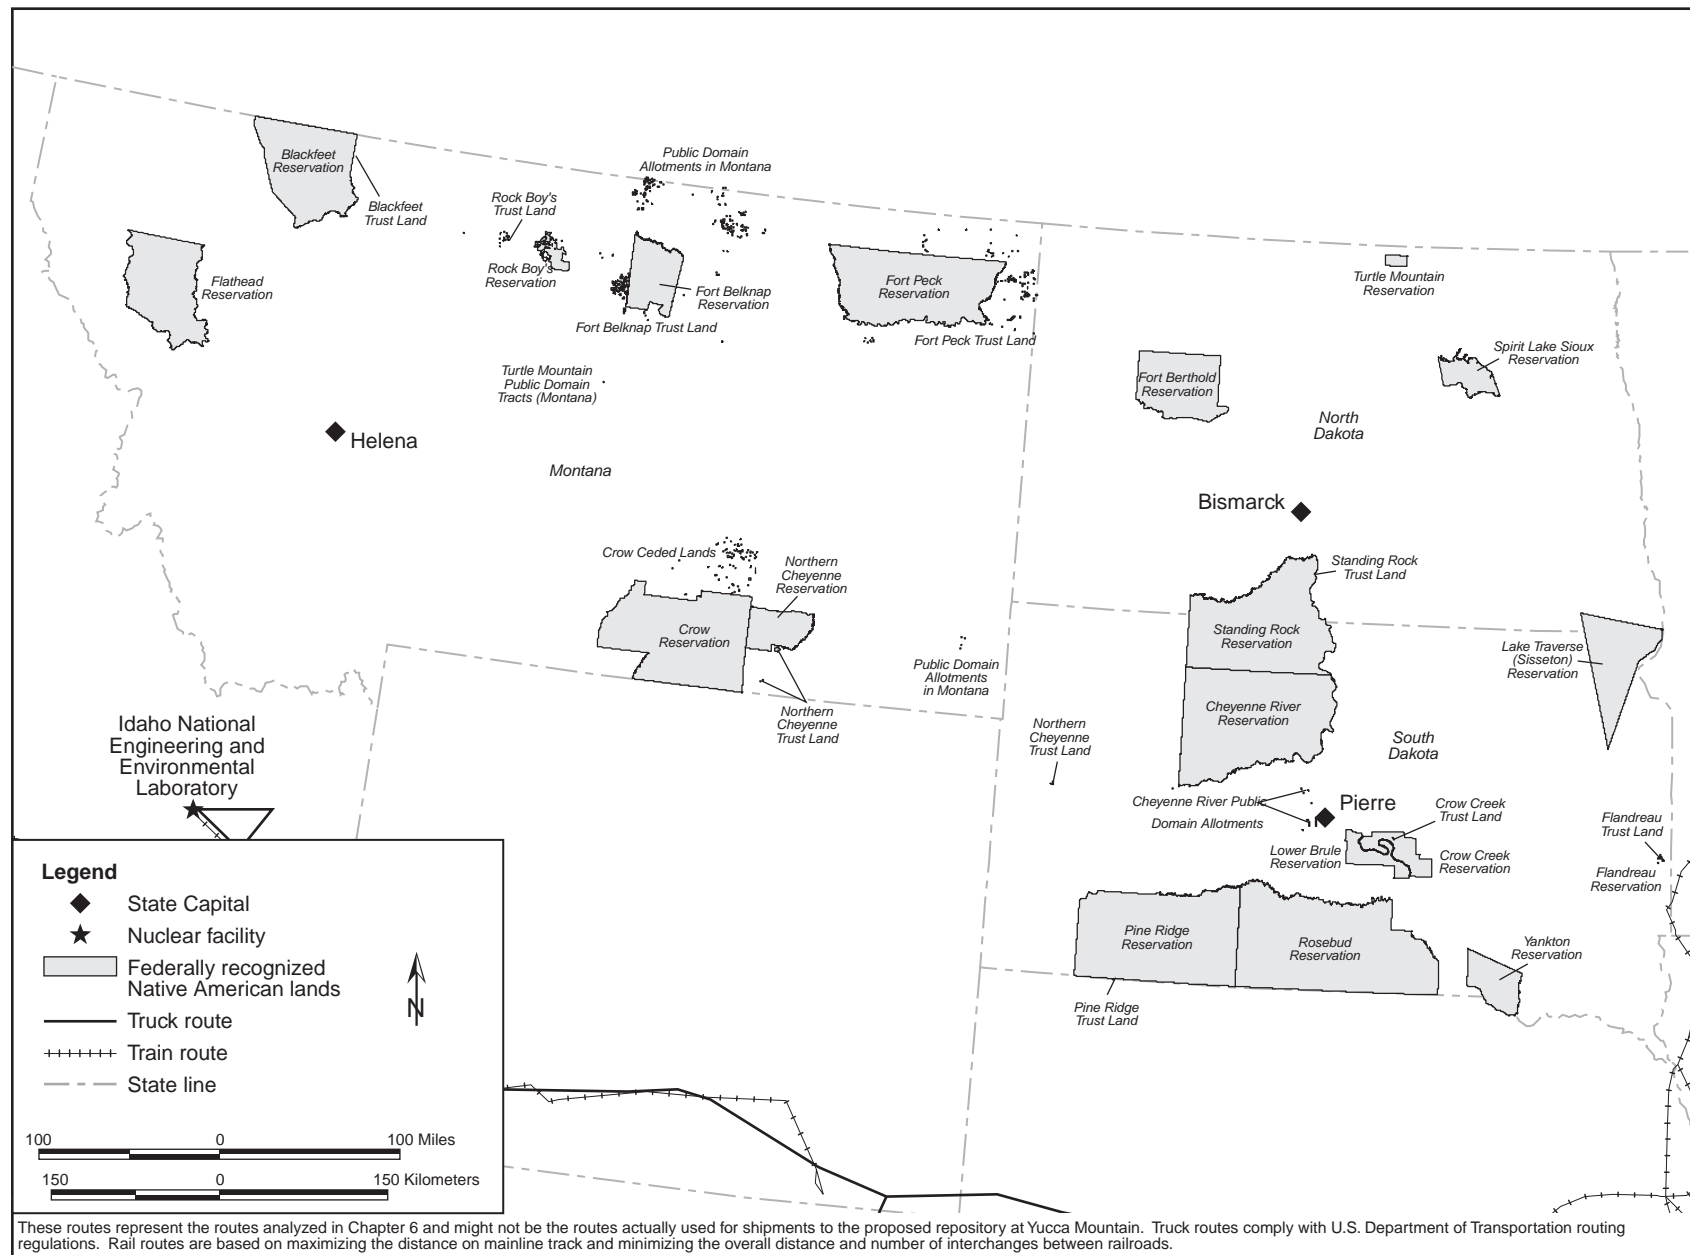 Public Domain
Allotments in Montana
Blackfeet
Reservation
Blackfeet
Trust Land
Rock Boy's
Trust Land
Rock Boy's
Reservation
Flathead
Reservation
Fort Belknap
Reservation
Fort Belknap Trust Land
Fort Peck
Reservation
Fort Peck Trust Land
Turtle Mountain
Reservation
Spirit Lake Sioux
Reservation
Fort Berthold
Reservation
Turtle Mountain
Public Domain
Tracts (Montana)
North
Dakota
Helena
Montana
Bismarck
Crow Ceded Lands
Northern
Cheyenne
Reservation
Standing Rock
Trust Land
Crow
Reservation
Standing Rock
Reservation
Lake Traverse
(Sisseton)
Reservation
Public Domain
Allotments
in Montana
Northern
Cheyenne
Trust Land
Cheyenne River
Reservation
Northern
Cheyenne
Trust Land
South
Dakota
Idaho National
Engineering and
Environmental
Laboratory
Cheyenne River Public
Domain Allotments
Pierre
Crow Creek
Trust Land
Flandreau
Trust Land
Lower Brule
Reservation
Crow Creek
Reservation
Flandreau
Reservation
Pine Ridge
Reservation
Rosebud
Reservation
Yankton
Reservation
Pine Ridge
Trust Land
Legend
State Capital
Nuclear facility
Federally recognized
Native American lands
Truck route
Train route
State line
N
100 0 100 Miles
150 0 150 Kilometers
These routes represent the routes analyzed in Chapter 6 and might not be the routes actually used for shipments to the proposed repository at Yucca Mountain. Truck routes comply with U.S. Department of Transportation routing
regulations. Rail routes are based on maximizing the distance on mainline track and minimizing the overall distance and number of interchanges between railroads.